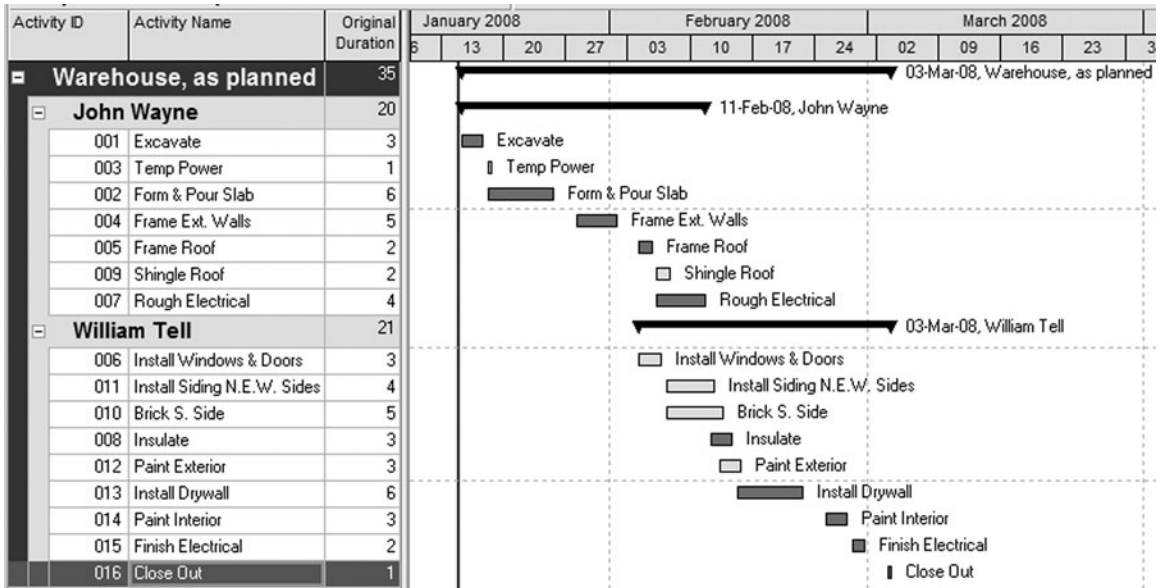 Activity ID Activity Name Original Duration January 2008 February 2008 March 2008
6 13 20 27 03 10 17 24 02 09 16 23 3
Warehouse, as planned 35 03-Mar-08, Warehouse, as planned
John Wayne 20 11-Feb-08, John Wayne
001 Excavate 3 Excavate
003 Temp Power 1 Temp Power
002 Form & Pour Slab 6 Form & Pour Slab
004 Frame Ext. Walls 5 Frame Ext. Walls
005 Frame Roof 2 Frame Roof
009 Shingle Roof 2 Shingle Roof
007 Rough Electrical 4 Rough Electrical
William Tell 21 03-Mar-08, William Tell
006 Install Windows & Doors 3 Install Windows & Doors
011 Install Siding N.E.W. Sides 4 Install Siding N.E.W. Sides
010 Brick S. Side 5 Brick S. Side
008 Insulate 3 Insulate
012 Paint Exterior 3 Paint Exterior
013 Install Drywall 6 Install Drywall
014 Paint Interior 3 Paint Interior
015 Finish Electrical 2 Finish Electrical
016 Close Out 1 Close Out